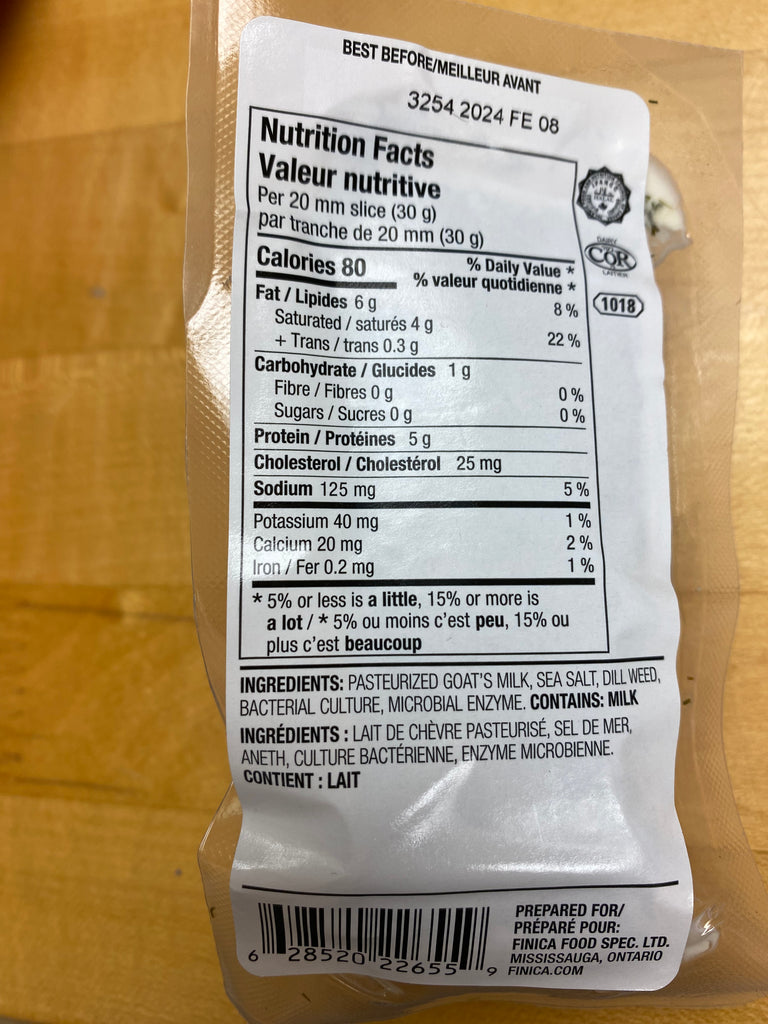 BEST BEFORE/MEILLEUR AVANT
3254 2024 FE 08
Nutrition Facts
Valeur nutritive
Per 20 mm slice (30 g)
par tranche de 20 mm (30 g)
Calories 80
% Daily Value *
% valeur quotidienne *
Fat / Lipides 6 g 8 %
Saturated / saturés 4 g
+ Trans / trans 0.3 g 22 %
Carbohydrate / Glucides 1 g
Fibre / Fibres 0 g 0 %
Sugars / Sucres 0 g 0 %
Protein / Protéines 5 g
Cholesterol / Cholestérol 25 mg
Sodium 125 mg 5 %
Potassium 40 mg 1 %
Calcium 20 mg 2 %
Iron / Fer 0.2 mg 1 %
* 5% or less is a little, 15% or more is
a lot / * 5% ou moins c'est peu, 15% ou
plus c'est beaucoup
HALAL
DAIRY
COR
LAITIER
1018
INGREDIENTS: PASTEURIZED GOAT'S MILK, SEA SALT, DILL WEED,
BACTERIAL CULTURE, MICROBIAL ENZYME. CONTAINS: MILK
INGRÉDIENTS : LAIT DE CHÈVRE PASTEURISÉ, SEL DE MER,
ANETH, CULTURE BACTÉRIENNE, ENZYME MICROBIENNE.
CONTIENT : LAIT
6 28520 22655 9
PREPARED FOR/
PRÉPARÉ POUR:
FINICA FOOD SPEC. LTD.
MISSISSAUGA, ONTARIO
FINICA.COM